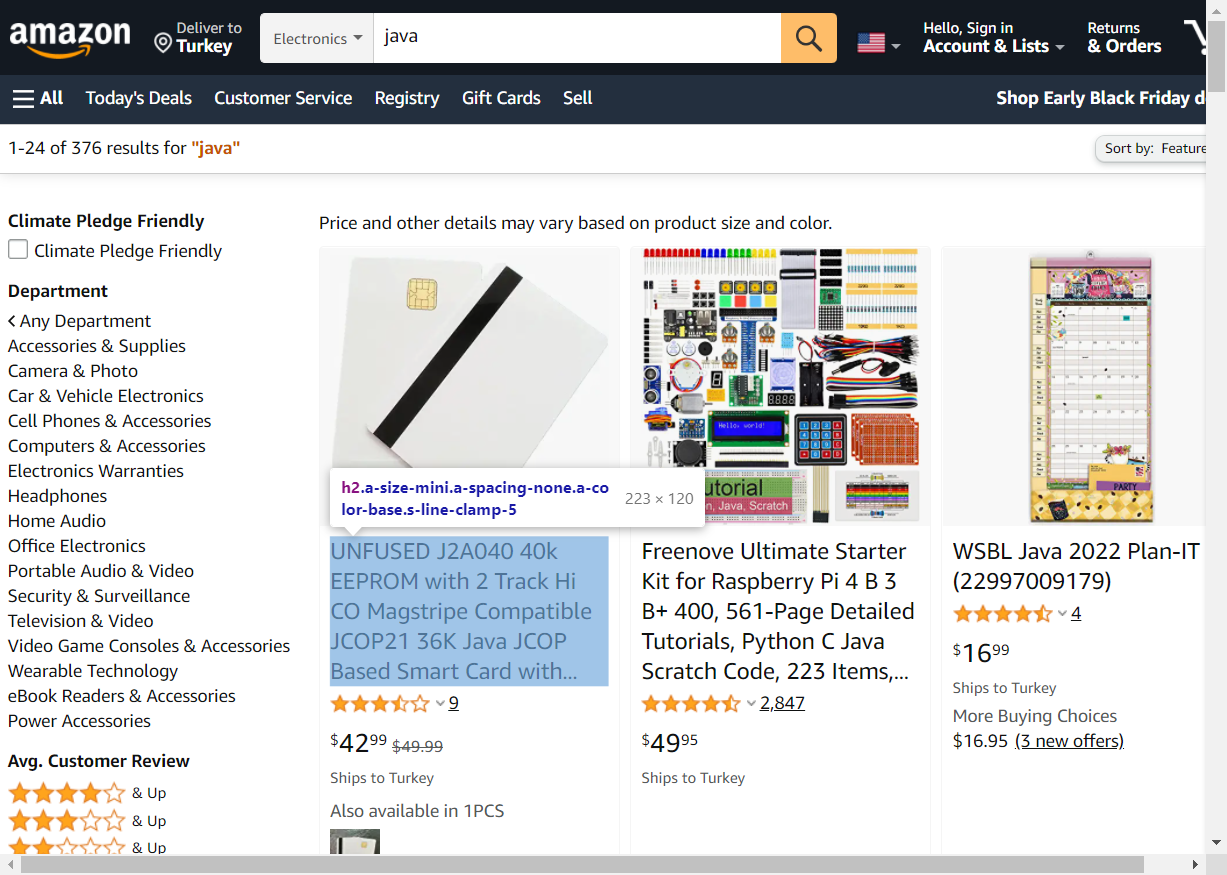 amazon
Deliver to
Turkey
Electronics
java
Hello, Sign in
Account & Lists
Returns
& Orders
All
Today's Deals
Customer Service
Registry
Gift Cards
Sell
Shop Early Black Friday d
1-24 of 376 results for "java"
Sort by: Feature
Climate Pledge Friendly
Climate Pledge Friendly
Department
Any Department
Accessories & Supplies
Camera & Photo
Car & Vehicle Electronics
Cell Phones & Accessories
Computers & Accessories
Electronics Warranties
Headphones
Home Audio
Office Electronics
Portable Audio & Video
Security & Surveillance
Television & Video
Video Game Consoles & Accessories
Wearable Technology
eBook Readers & Accessories
Power Accessories
Avg. Customer Review
& Up
& Up
& Up
Price and other details may vary based on product size and color.
h2.a-size-mini.a-spacing-none.a-co
lor-base.s-line-clamp-5
223 × 120
UNFUSED J2A040 40k
EEPROM with 2 Track Hi
CO Magstripe Compatible
JCOP21 36K Java JCOP
Based Smart Card with...
9
$42.99 $49.99
Ships to Turkey
Also available in 1PCS
Hello, world!
utorial
n, Java, Scratch
Freenove Ultimate Starter
Kit for Raspberry Pi 4 B 3
B+ 400, 561-Page Detailed
Tutorials, Python C Java
Scratch Code, 223 Items,...
2,847
$49.95
Ships to Turkey
PARTY
WSBL Java 2022 Plan-IT
(22997009179)
4
$16.99
Ships to Turkey
More Buying Choices
$16.95 (3 new offers)